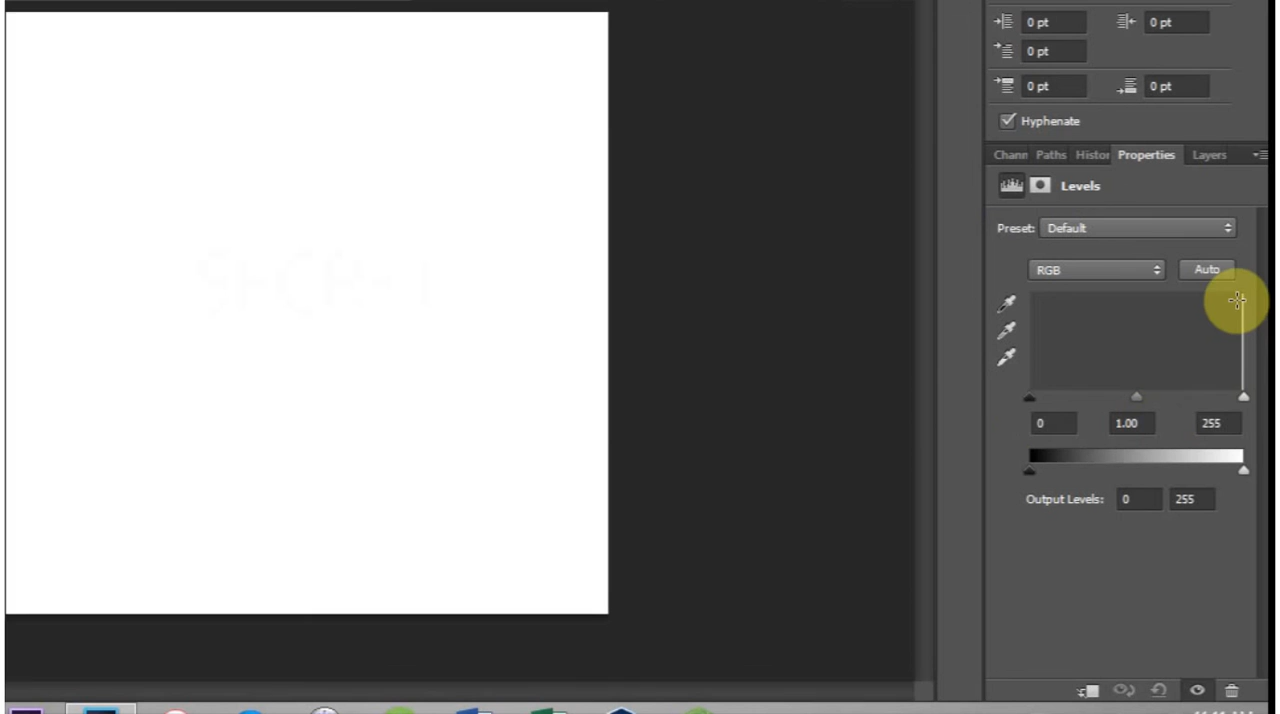 0 pt 0 pt
0 pt
0 pt 0 pt
Hyphenate
Chann Paths Histor Properties Layers
Levels
Preset: Default
SECRET
RGB Auto
0 1.00 255
Output Levels: 0 255